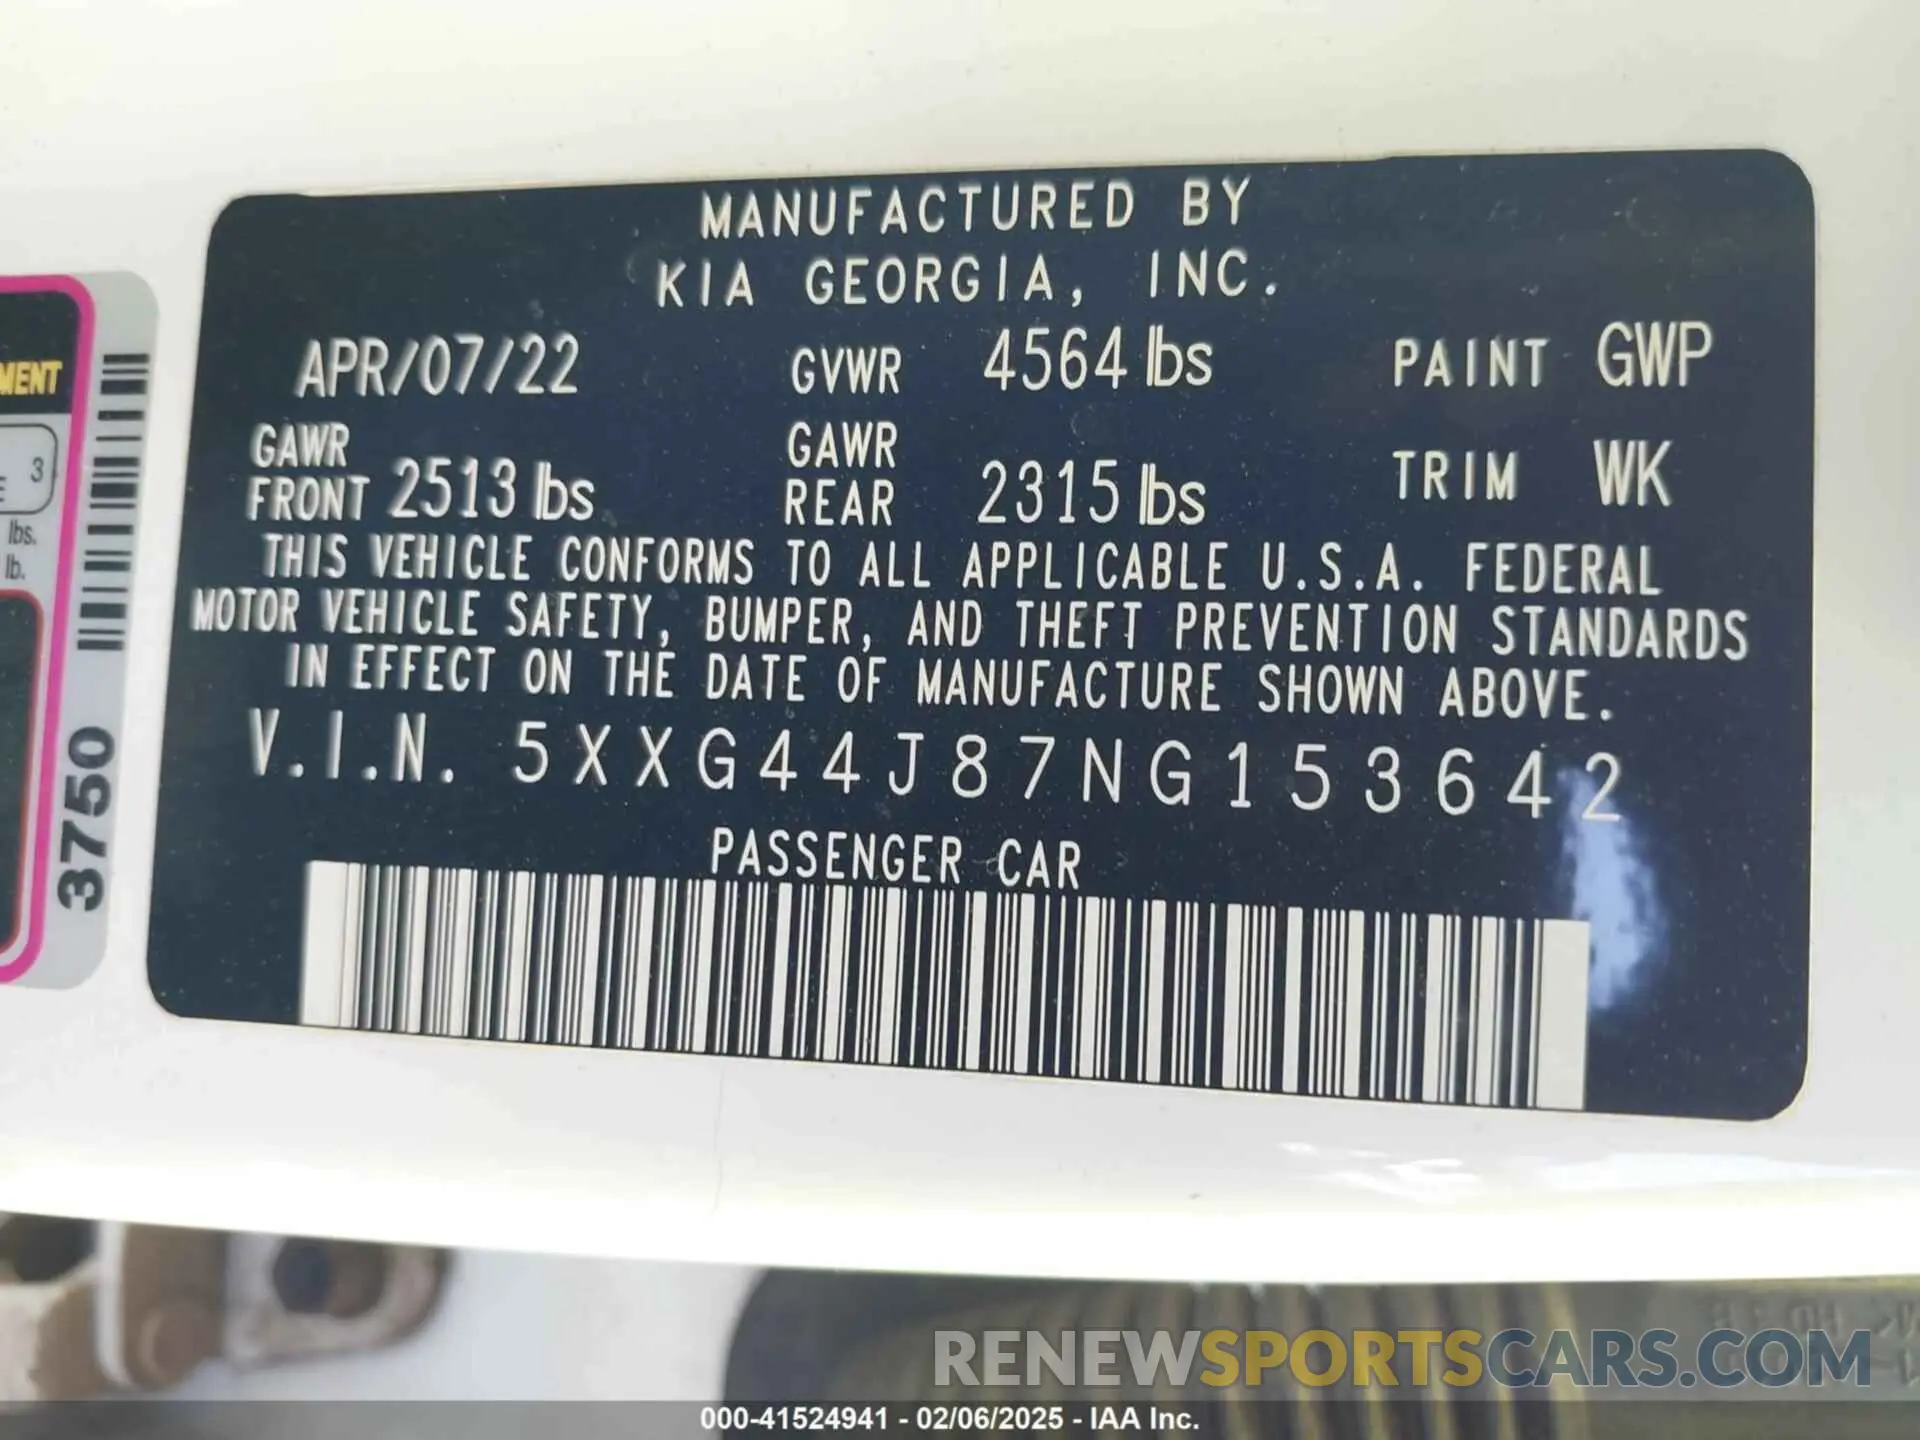 MANUFACTURED BY
KIA GEORGIA, INC.
APR/07/22 GVWR 4564 lbs PAINT GWP
GAWR FRONT 2513 lbs GAWR REAR 2315 lbs TRIM WK
THIS VEHICLE CONFORMS TO ALL APPLICABLE U.S.A. FEDERAL
MOTOR VEHICLE SAFETY, BUMPER, AND THEFT PREVENTION STANDARDS
IN EFFECT ON THE DATE OF MANUFACTURE SHOWN ABOVE.
V.I.N. 5XXG44J87NG153642
PASSENGER CAR
MENT
3
lbs.
lb.
3750
RENEWSPORTSCARS.COM
000-41524941 - 02/06/2025 - IAA Inc.